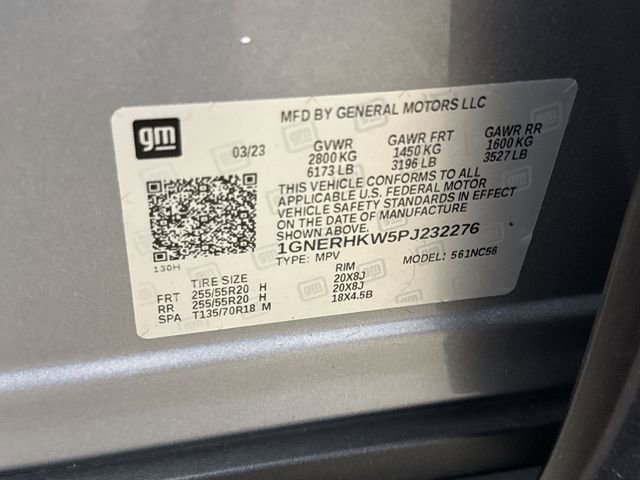 gm
MFD BY GENERAL MOTORS LLC
03/23 GVWR GAWR FRT GAWR RR
2800 KG 1450 KG 1600 KG
6173 LB 3196 LB 3527 LB
THIS VEHICLE CONFORMS TO ALL
APPLICABLE U.S. FEDERAL MOTOR
VEHICLE SAFETY STANDARDS IN EFFECT
ON THE DATE OF MANUFACTURE
SHOWN ABOVE.
1GNERHKW5PJ232276
130H
TYPE: MPV MODEL: 561NC56
TIRE SIZE RIM
FRT 255/55R20 H 20X8J
RR 255/55R20 H 20X8J
SPA T135/70R18 M 18X4.5B